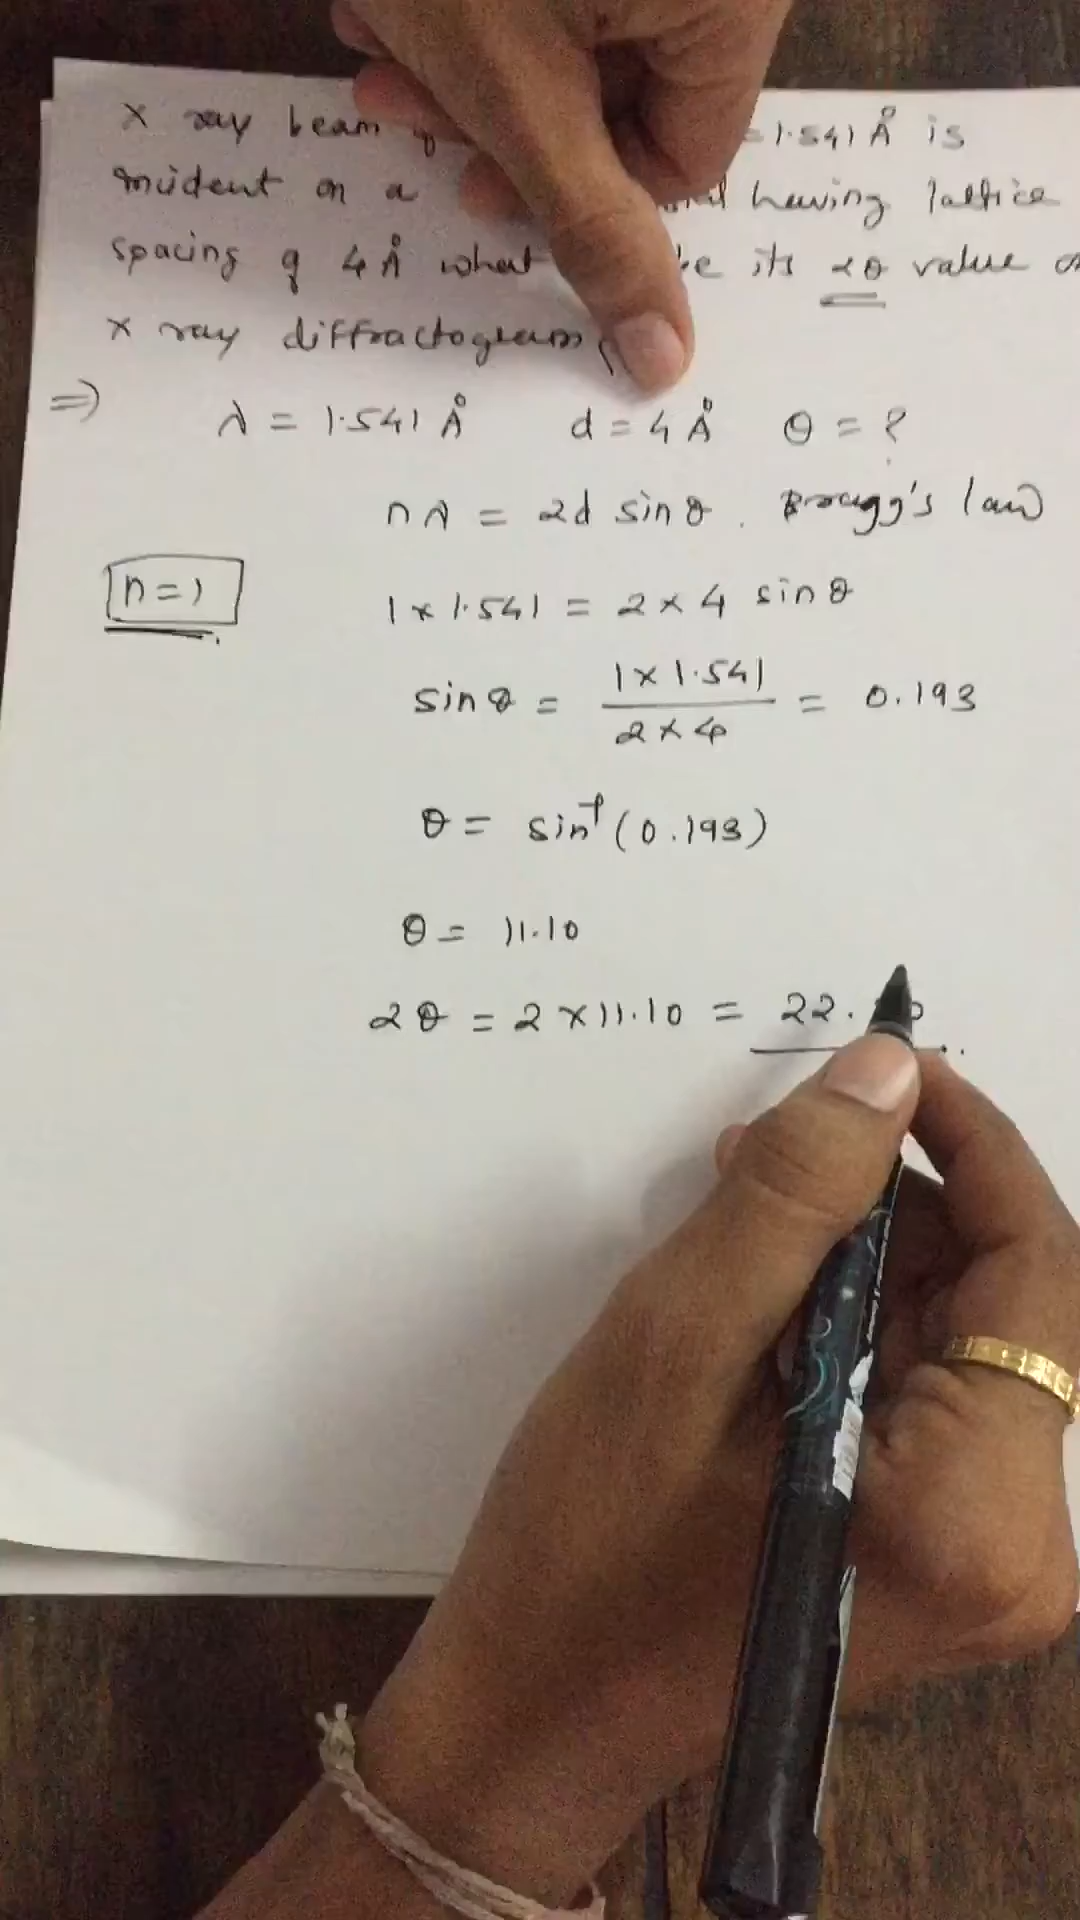 x ray beam = 1.541 Å is
incident on a having lattice
spacing of 4 Å what be its 2θ value
x ray diffractogram
⇒ λ = 1.541 Å d = 4 Å θ = ?
nλ = 2d sinθ . Bragg's law
n = 1
1 × 1.541 = 2 × 4 sinθ
sinθ = (1 × 1.541)/(2 × 4) = 0.193
θ = sin⁻¹ (0.193)
θ = 11.10
2θ = 2 × 11.10 = 22.